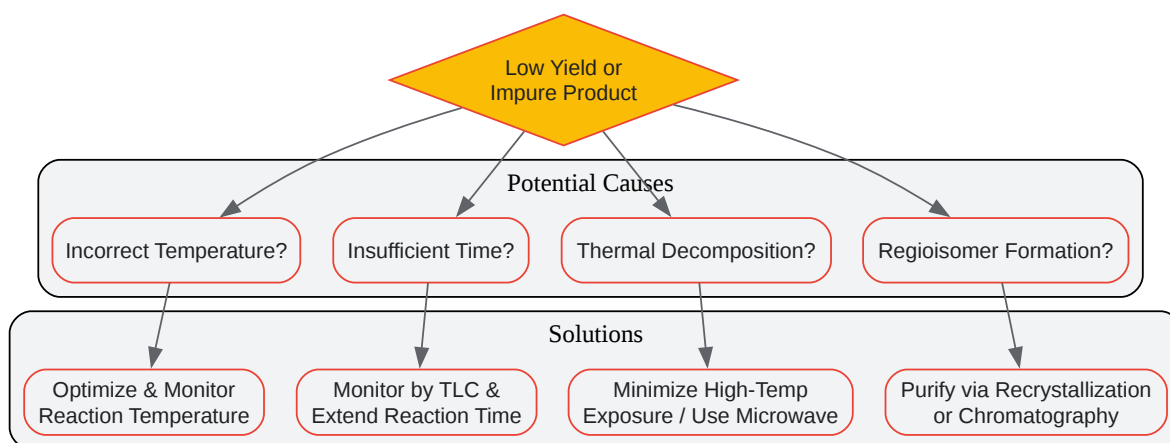 Low Yield or
Impure Product
Potential Causes
Incorrect Temperature?
Insufficient Time?
Thermal Decomposition?
Regioisomer Formation?
Solutions
Optimize & Monitor
Reaction Temperature
Monitor by TLC &
Extend Reaction Time
Minimize High-Temp
Exposure / Use Microwave
Purify via Recrystallization
or Chromatography